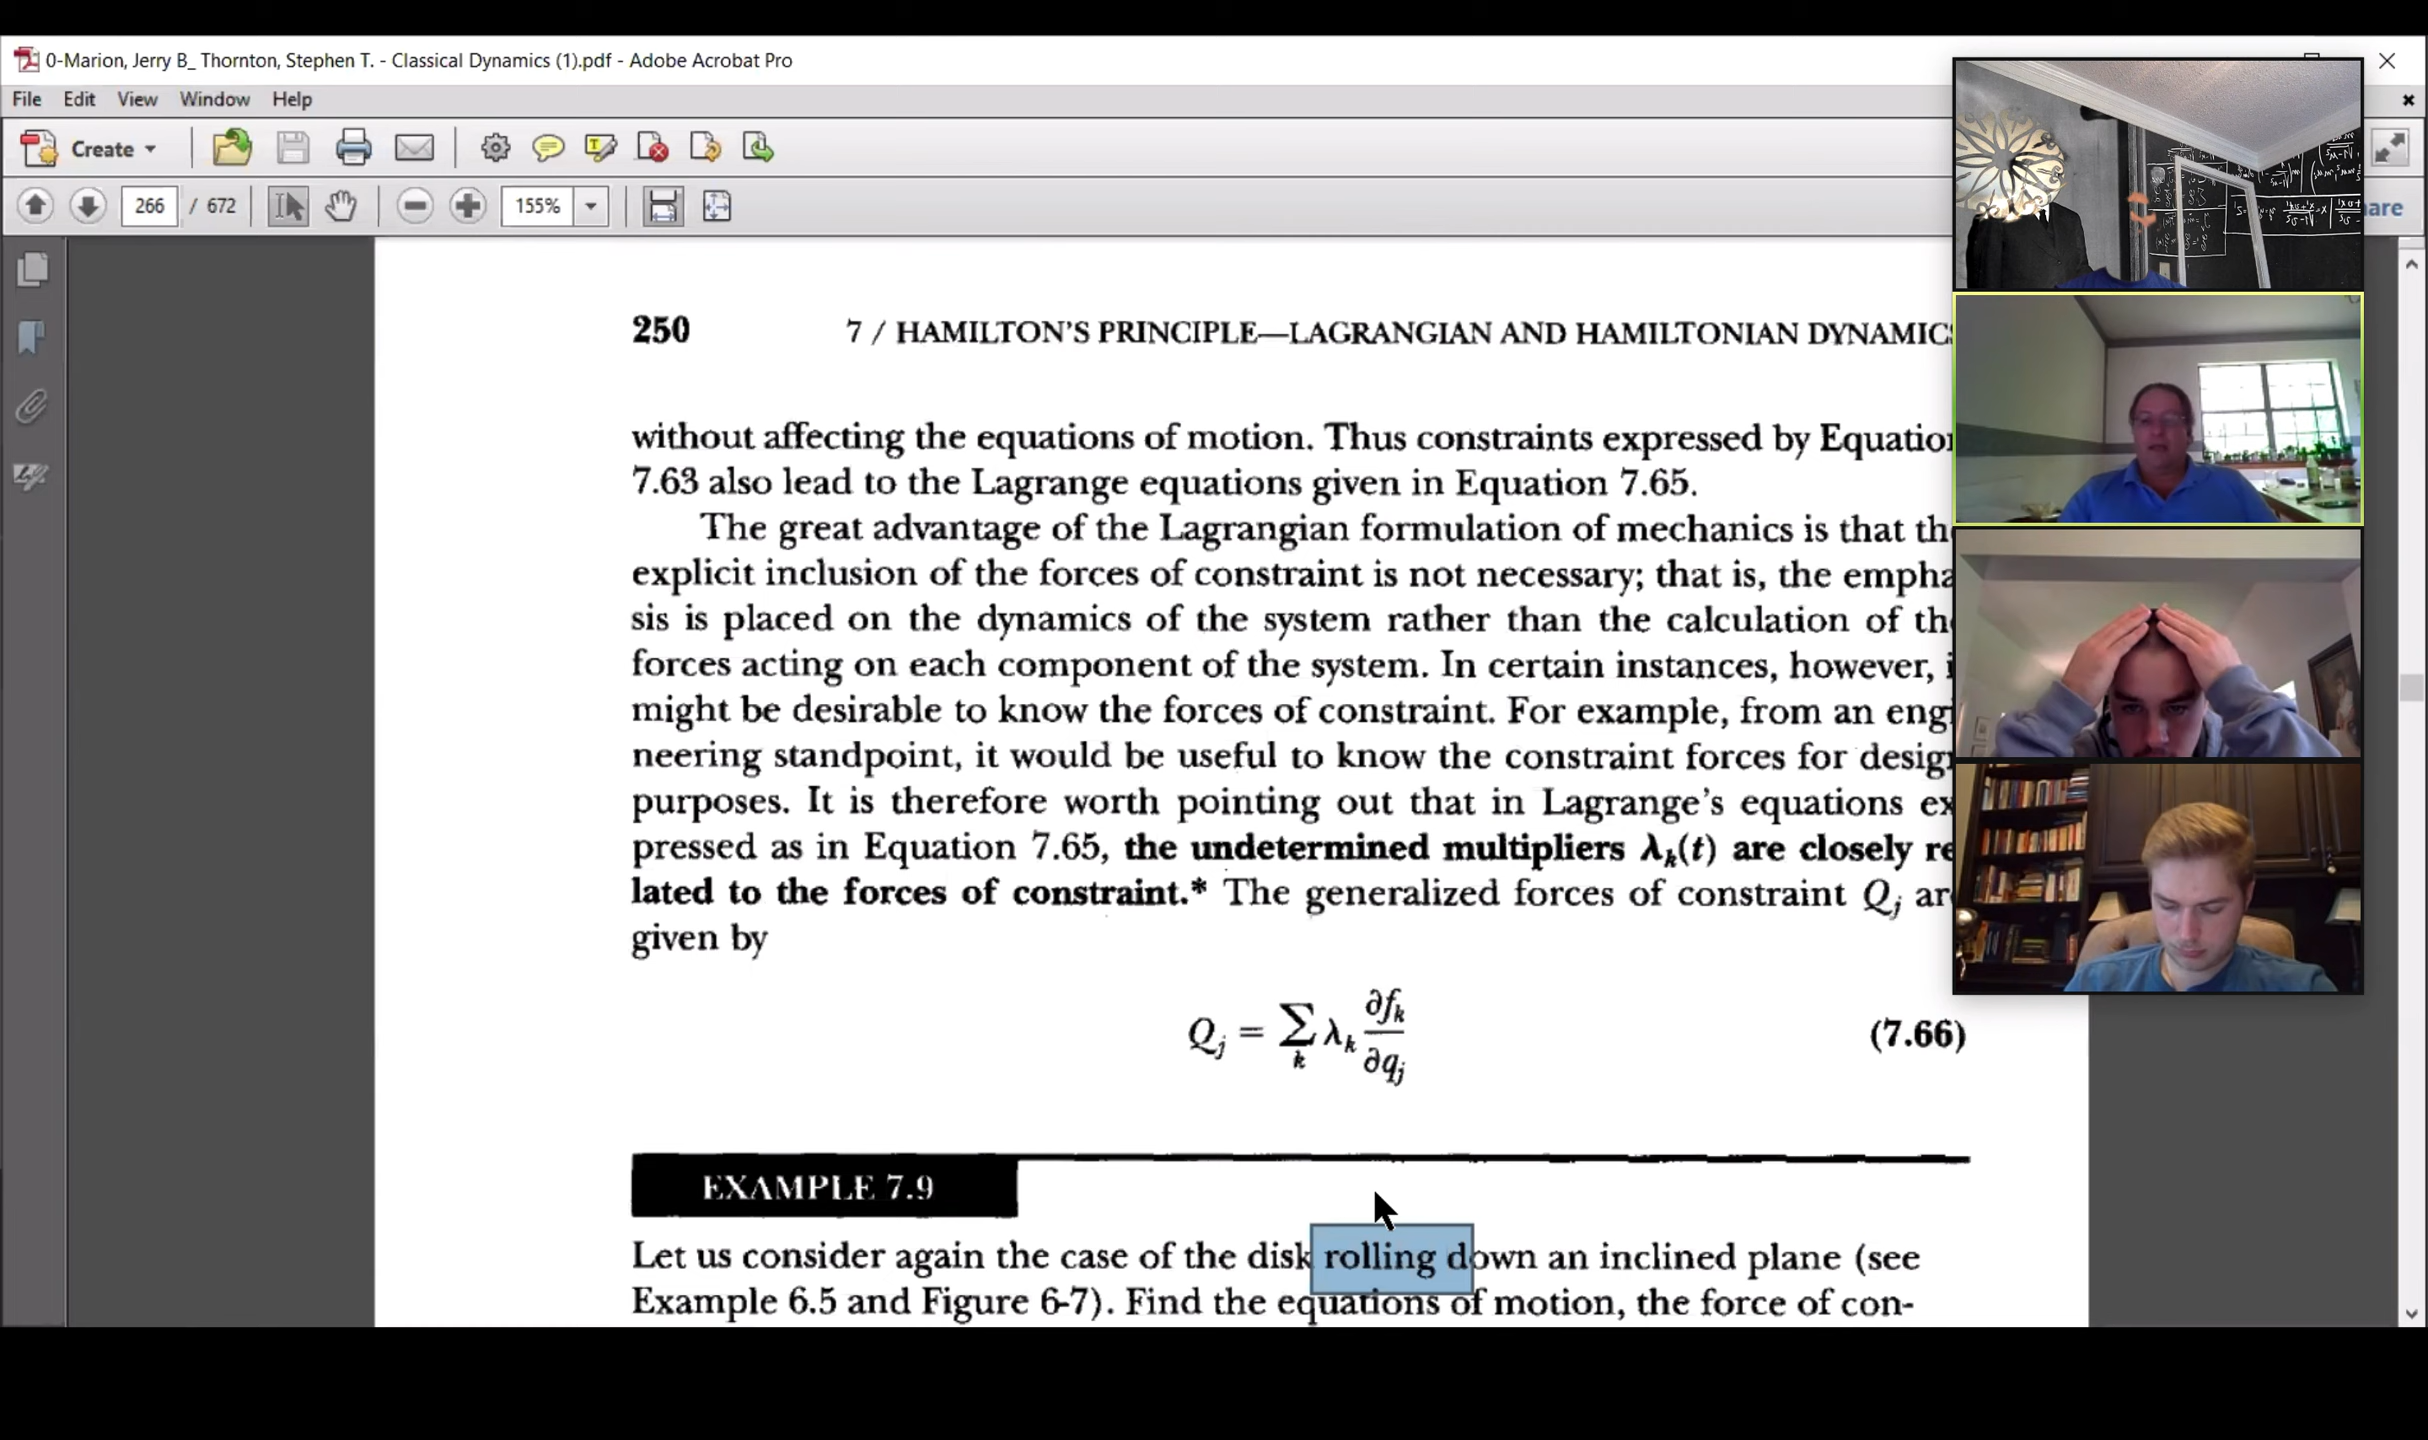 0-Marion, Jerry B_ Thornton, Stephen T. - Classical Dynamics (1).pdf - Adobe Acrobat Pro
File Edit View Window Help
Create
266 / 672 155% are
250 7 / HAMILTON'S PRINCIPLE—LAGRANGIAN AND HAMILTONIAN DYNAMIC
without affecting the equations of motion. Thus constraints expressed by Equatio
7.63 also lead to the Lagrange equations given in Equation 7.65.
The great advantage of the Lagrangian formulation of mechanics is that th
explicit inclusion of the forces of constraint is not necessary; that is, the empha
sis is placed on the dynamics of the system rather than the calculation of th
forces acting on each component of the system. In certain instances, however, i
might be desirable to know the forces of constraint. For example, from an engi
neering standpoint, it would be useful to know the constraint forces for desig
purposes. It is therefore worth pointing out that in Lagrange's equations ex
pressed as in Equation 7.65, the undetermined multipliers λₖ(t) are closely re
lated to the forces of constraint.* The generalized forces of constraint Qⱼ ar
given by
Qⱼ = ∑ₖ λₖ ∂fₖ/∂qⱼ (7.66)
EXAMPLE 7.9
Let us consider again the case of the disk rolling down an inclined plane (see
Example 6.5 and Figure 6-7). Find the equations of motion, the force of con-